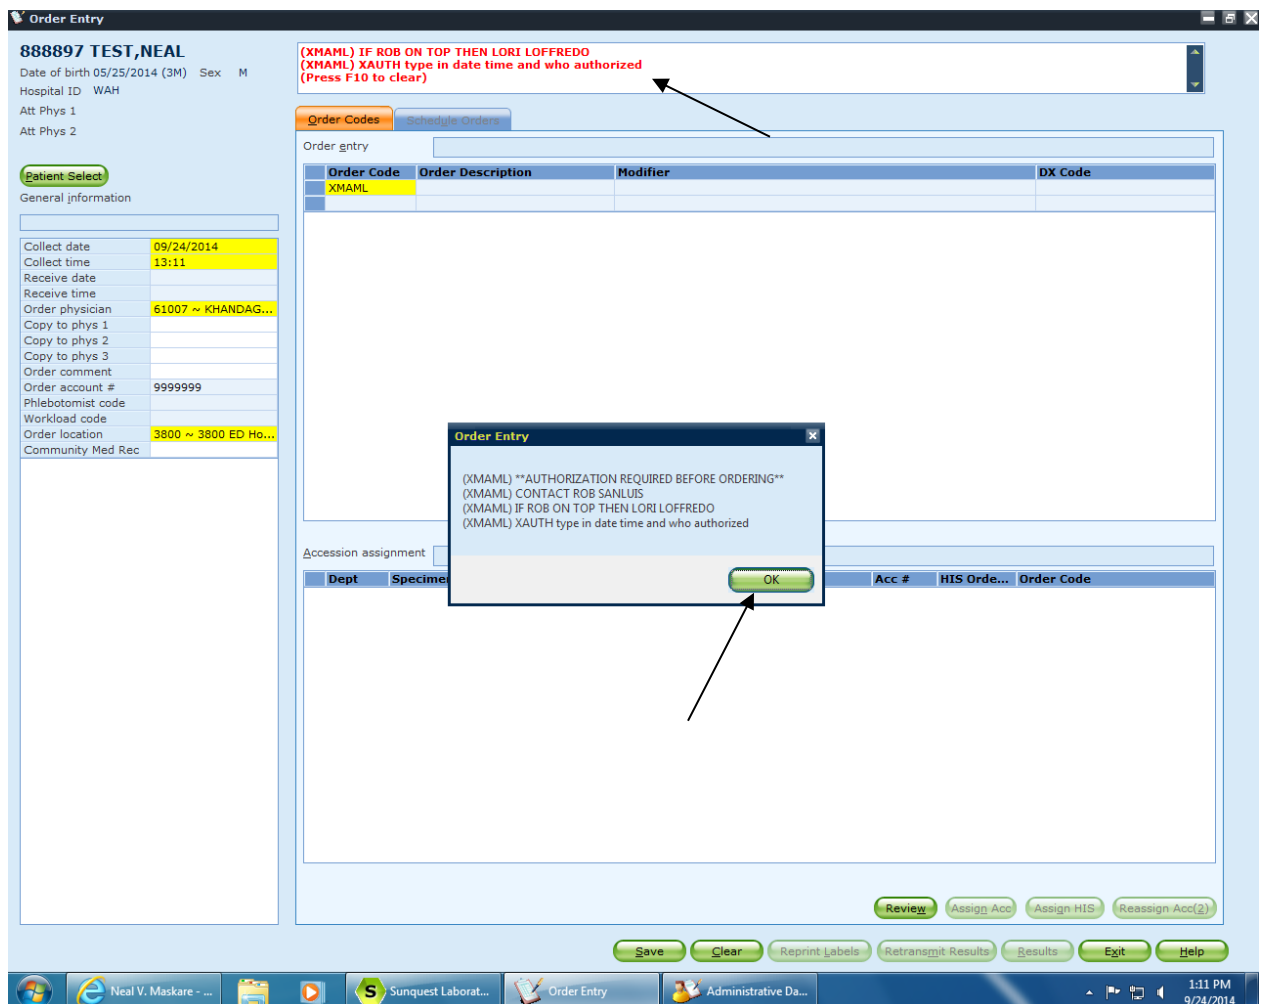 Order Entry
888897 TEST,NEAL
Date of birth 05/25/2014 (3M) Sex M
Hospital ID WAH
Att Phys 1
Att Phys 2
Patient Select
General information
Collect date 09/24/2014
Collect time 13:11
Receive date
Receive time
Order physician 61007 ~ KHANDAG...
Copy to phys 1
Copy to phys 2
Copy to phys 3
Order comment
Order account # 9999999
Phlebotomist code
Workload code
Order location 3800 ~ 3800 ED Ho...
Community Med Rec
(XMAML) IF ROB ON TOP THEN LORI LOFFREDO
(XMAML) XAUTH type in date time and who authorized
(Press F10 to clear)
Order Codes Schedule Orders
Order entry
Order Code Order Description Modifier DX Code
XMAML
Order Entry
(XMAML) **AUTHORIZATION REQUIRED BEFORE ORDERING**
(XMAML) CONTACT ROB SANLUIS
(XMAML) IF ROB ON TOP THEN LORI LOFFREDO
(XMAML) XAUTH type in date time and who authorized
OK
Accession assignment
Dept Specime Acc # HIS Orde... Order Code
Review Assign Acc Assign HIS Reassign Acc(2)
Save Clear Reprint Labels Retransmit Results Results Exit Help
Neal V. Maskare - ... Sunquest Laborat... Order Entry Administrative Da... 1:11 PM
9/24/2014